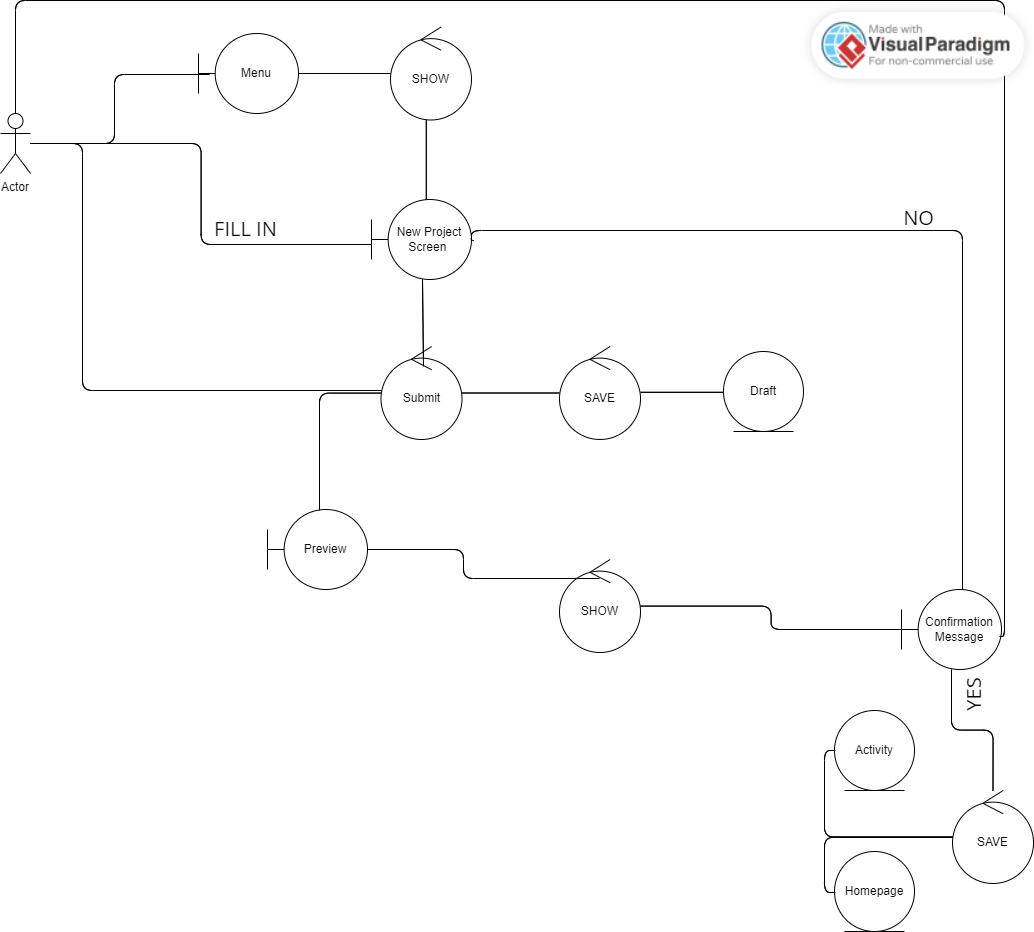 Made with
Visual Paradigm
For non-commercial use
Menu
SHOW
Actor
FILL IN
New Project
Screen
NO
Submit
SAVE
Draft
Preview
SHOW
Confirmation
Message
YES
Activity
SAVE
Homepage